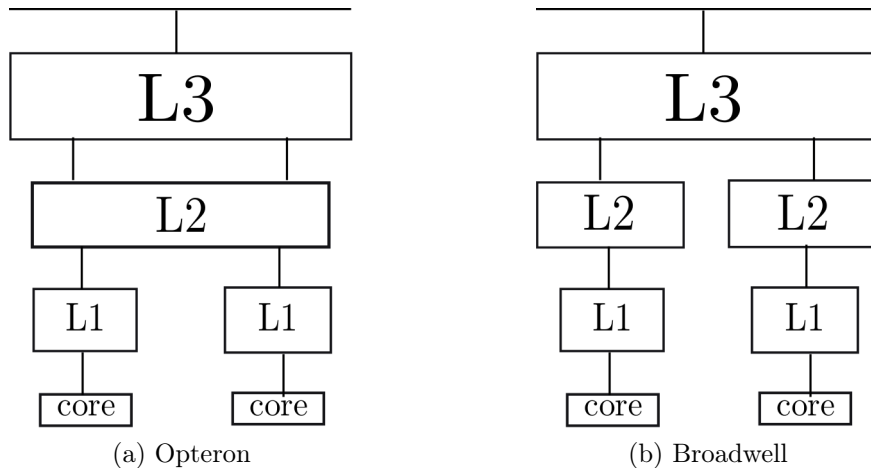 L3 L3
L2 L2 L2
L1 L1 L1 L1
core core core core
(a) Opteron (b) Broadwell